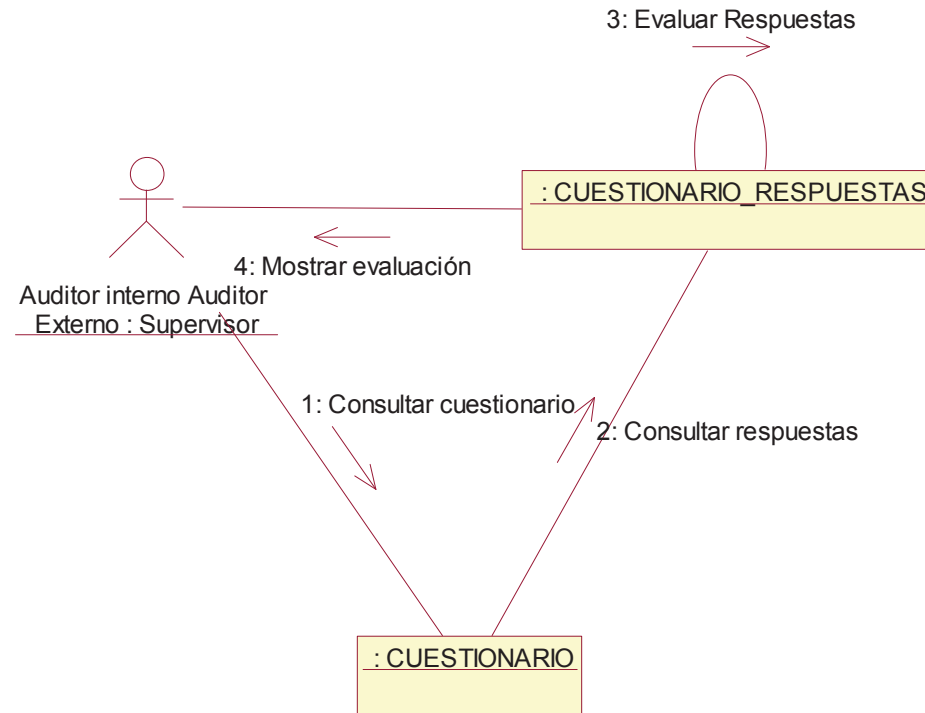 3: Evaluar Respuestas
: CUESTIONARIO_RESPUESTAS
4: Mostrar evaluación
Auditor interno Auditor
Externo : Supervisor
1: Consultar cuestionario
2: Consultar respuestas
: CUESTIONARIO